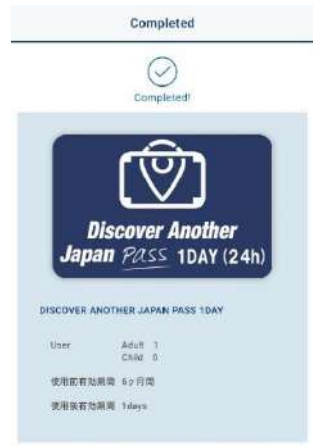 Completed
Completed!
Discover Another
Japan PASS 1DAY (24h)
DISCOVER ANOTHER JAPAN PASS 1DAY
User Adult 1
Child 0
使用前有効期間 6ヶ月間
使用後有効期間 1days